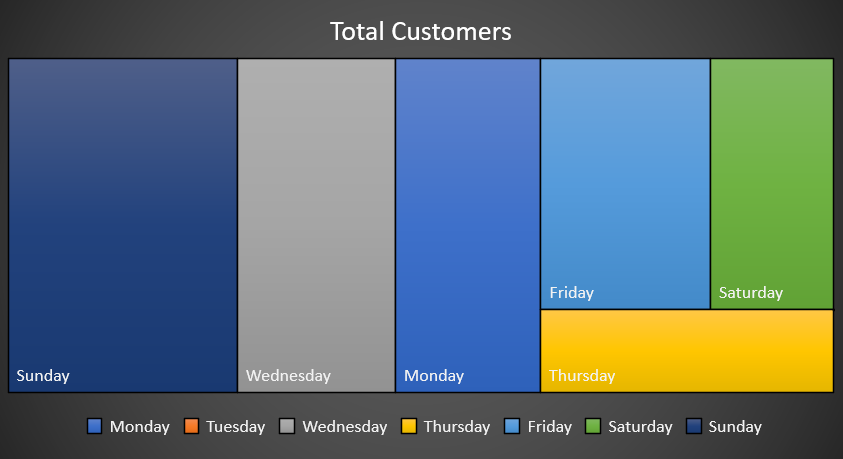 Total Customers
Friday
Saturday
Sunday
Wednesday
Monday
Thursday
Monday Tuesday Wednesday Thursday Friday Saturday Sunday